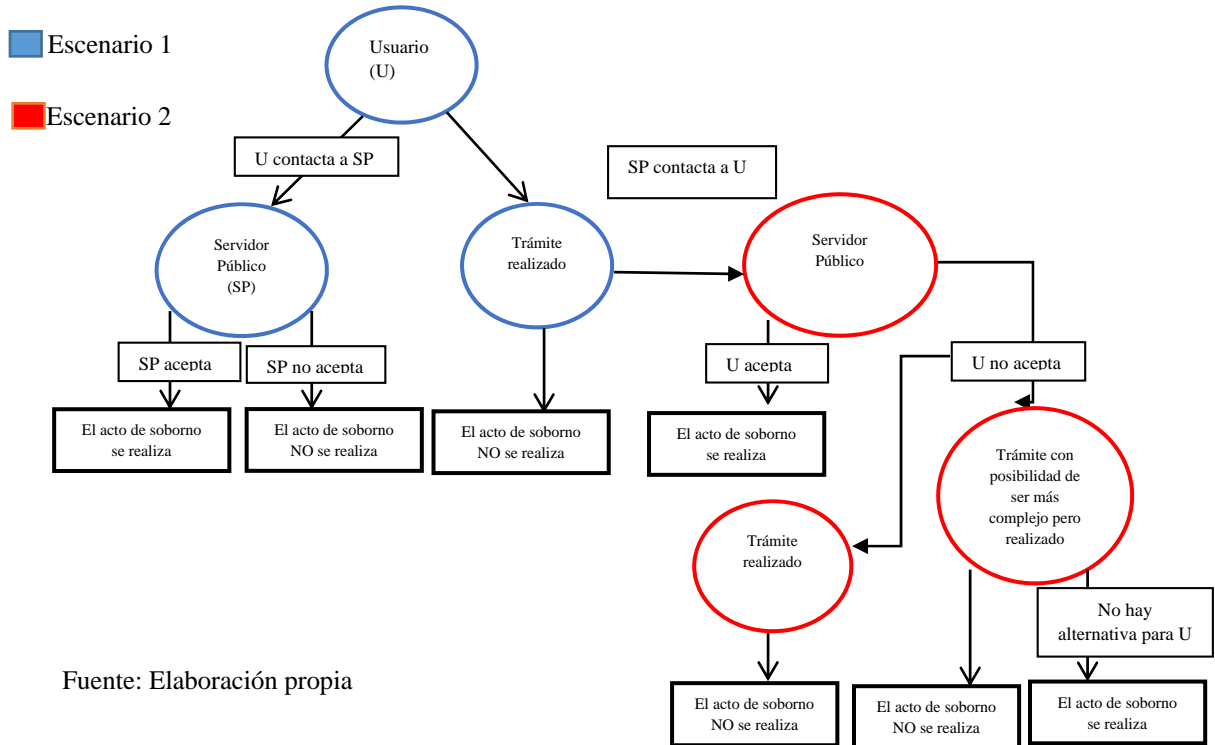 Escenario 1
Escenario 2
Usuario
(U)
U contacta a SP
SP contacta a U
Servidor
Público
(SP)
Trámite
realizado
Servidor
Público
SP acepta
SP no acepta
U acepta
U no acepta
El acto de soborno
se realiza
El acto de soborno
NO se realiza
El acto de soborno
NO se realiza
El acto de soborno
se realiza
Trámite con
posibilidad de
ser más
complejo pero
realizado
Trámite
realizado
No hay
alternativa para U
El acto de soborno
NO se realiza
El acto de soborno
NO se realiza
El acto de soborno
se realiza
Fuente: Elaboración propia